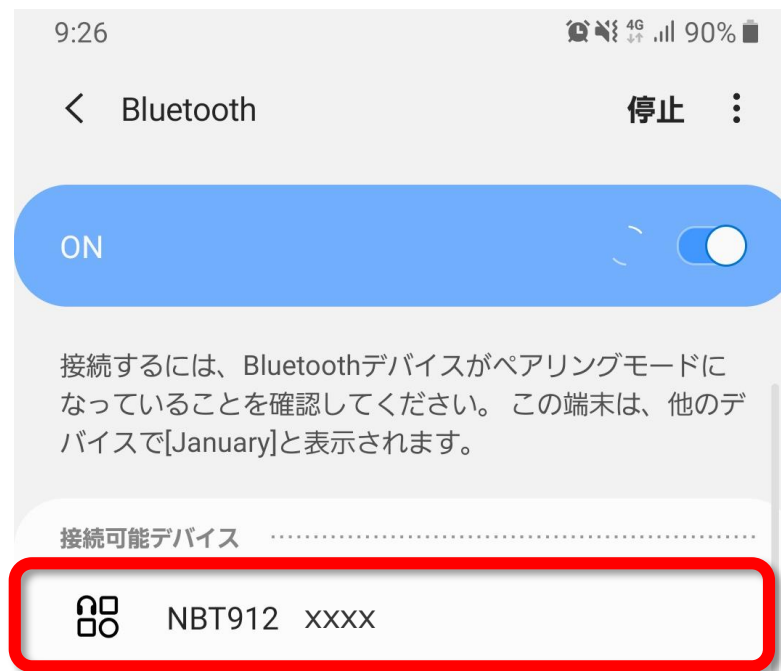 9:26 4G 90%
Bluetooth 停止
ON
接続するには、Bluetoothデバイスがペアリングモードに
なっていることを確認してください。 この端末は、他のデ
バイスで[January]と表示されます。
接続可能デバイス
NBT912 xxxx